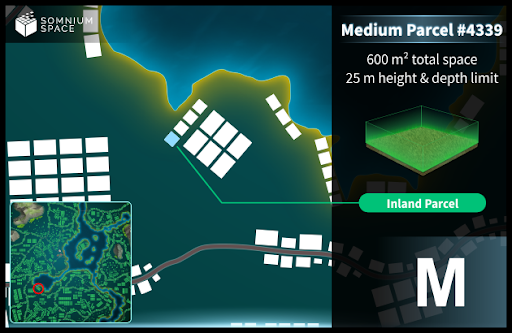 SOMNIUM
SPACE
Medium Parcel #4339
600 m² total space
25 m height & depth limit
Inland Parcel
M